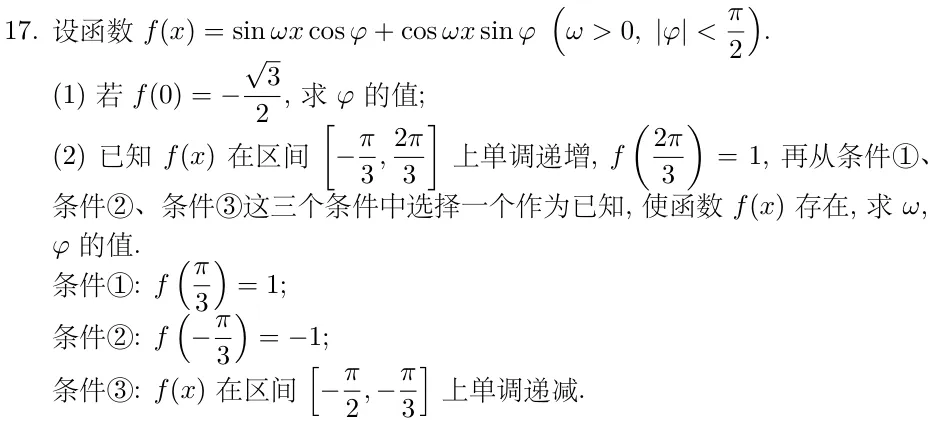 17. 设函数 f(x) = sin ωx cos φ + cos ωx sin φ (ω > 0, |φ| < π/2).
(1) 若 f(0) = −√3/2, 求 φ 的值;
(2) 已知 f(x) 在区间 [−π/3, 2π/3] 上单调递增, f(2π/3) = 1, 再从条件①、
条件②、条件③这三个条件中选择一个作为已知, 使函数 f(x) 存在, 求 ω,
φ 的值.
条件①: f(π/3) = 1;
条件②: f(−π/3) = −1;
条件③: f(x) 在区间 [−π/2, −π/3] 上单调递减.